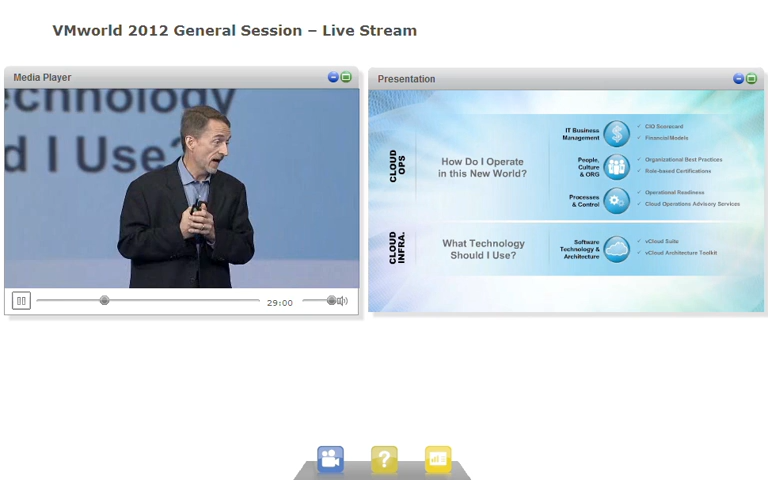 VMworld 2012 General Session – Live Stream
Media Player
echnology
d I Use?
29:00
Presentation
CLOUD
OPS
How Do I Operate
in this New World?
IT Business
Management
✓ CIO Scorecard
✓ Financial Models
People,
Culture
& ORG
✓ Organizational Best Practices
✓ Role-based Certifications
Processes
& Control
✓ Operational Readiness
✓ Cloud Operations Advisory Services
CLOUD
INFRA.
What Technology
Should I Use?
Software
Technology &
Architecture
✓ vCloud Suite
✓ vCloud Architecture Toolkit
?